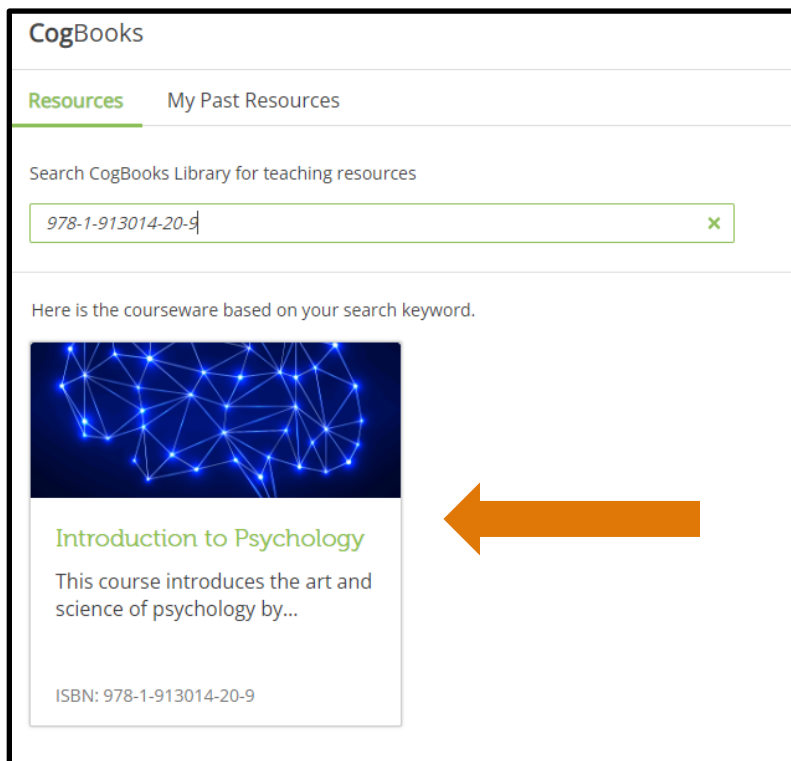 CogBooks
Resources My Past Resources
Search CogBooks Library for teaching resources
978-1-913014-20-9
Here is the courseware based on your search keyword.
Introduction to Psychology
This course introduces the art and
science of psychology by...
ISBN: 978-1-913014-20-9